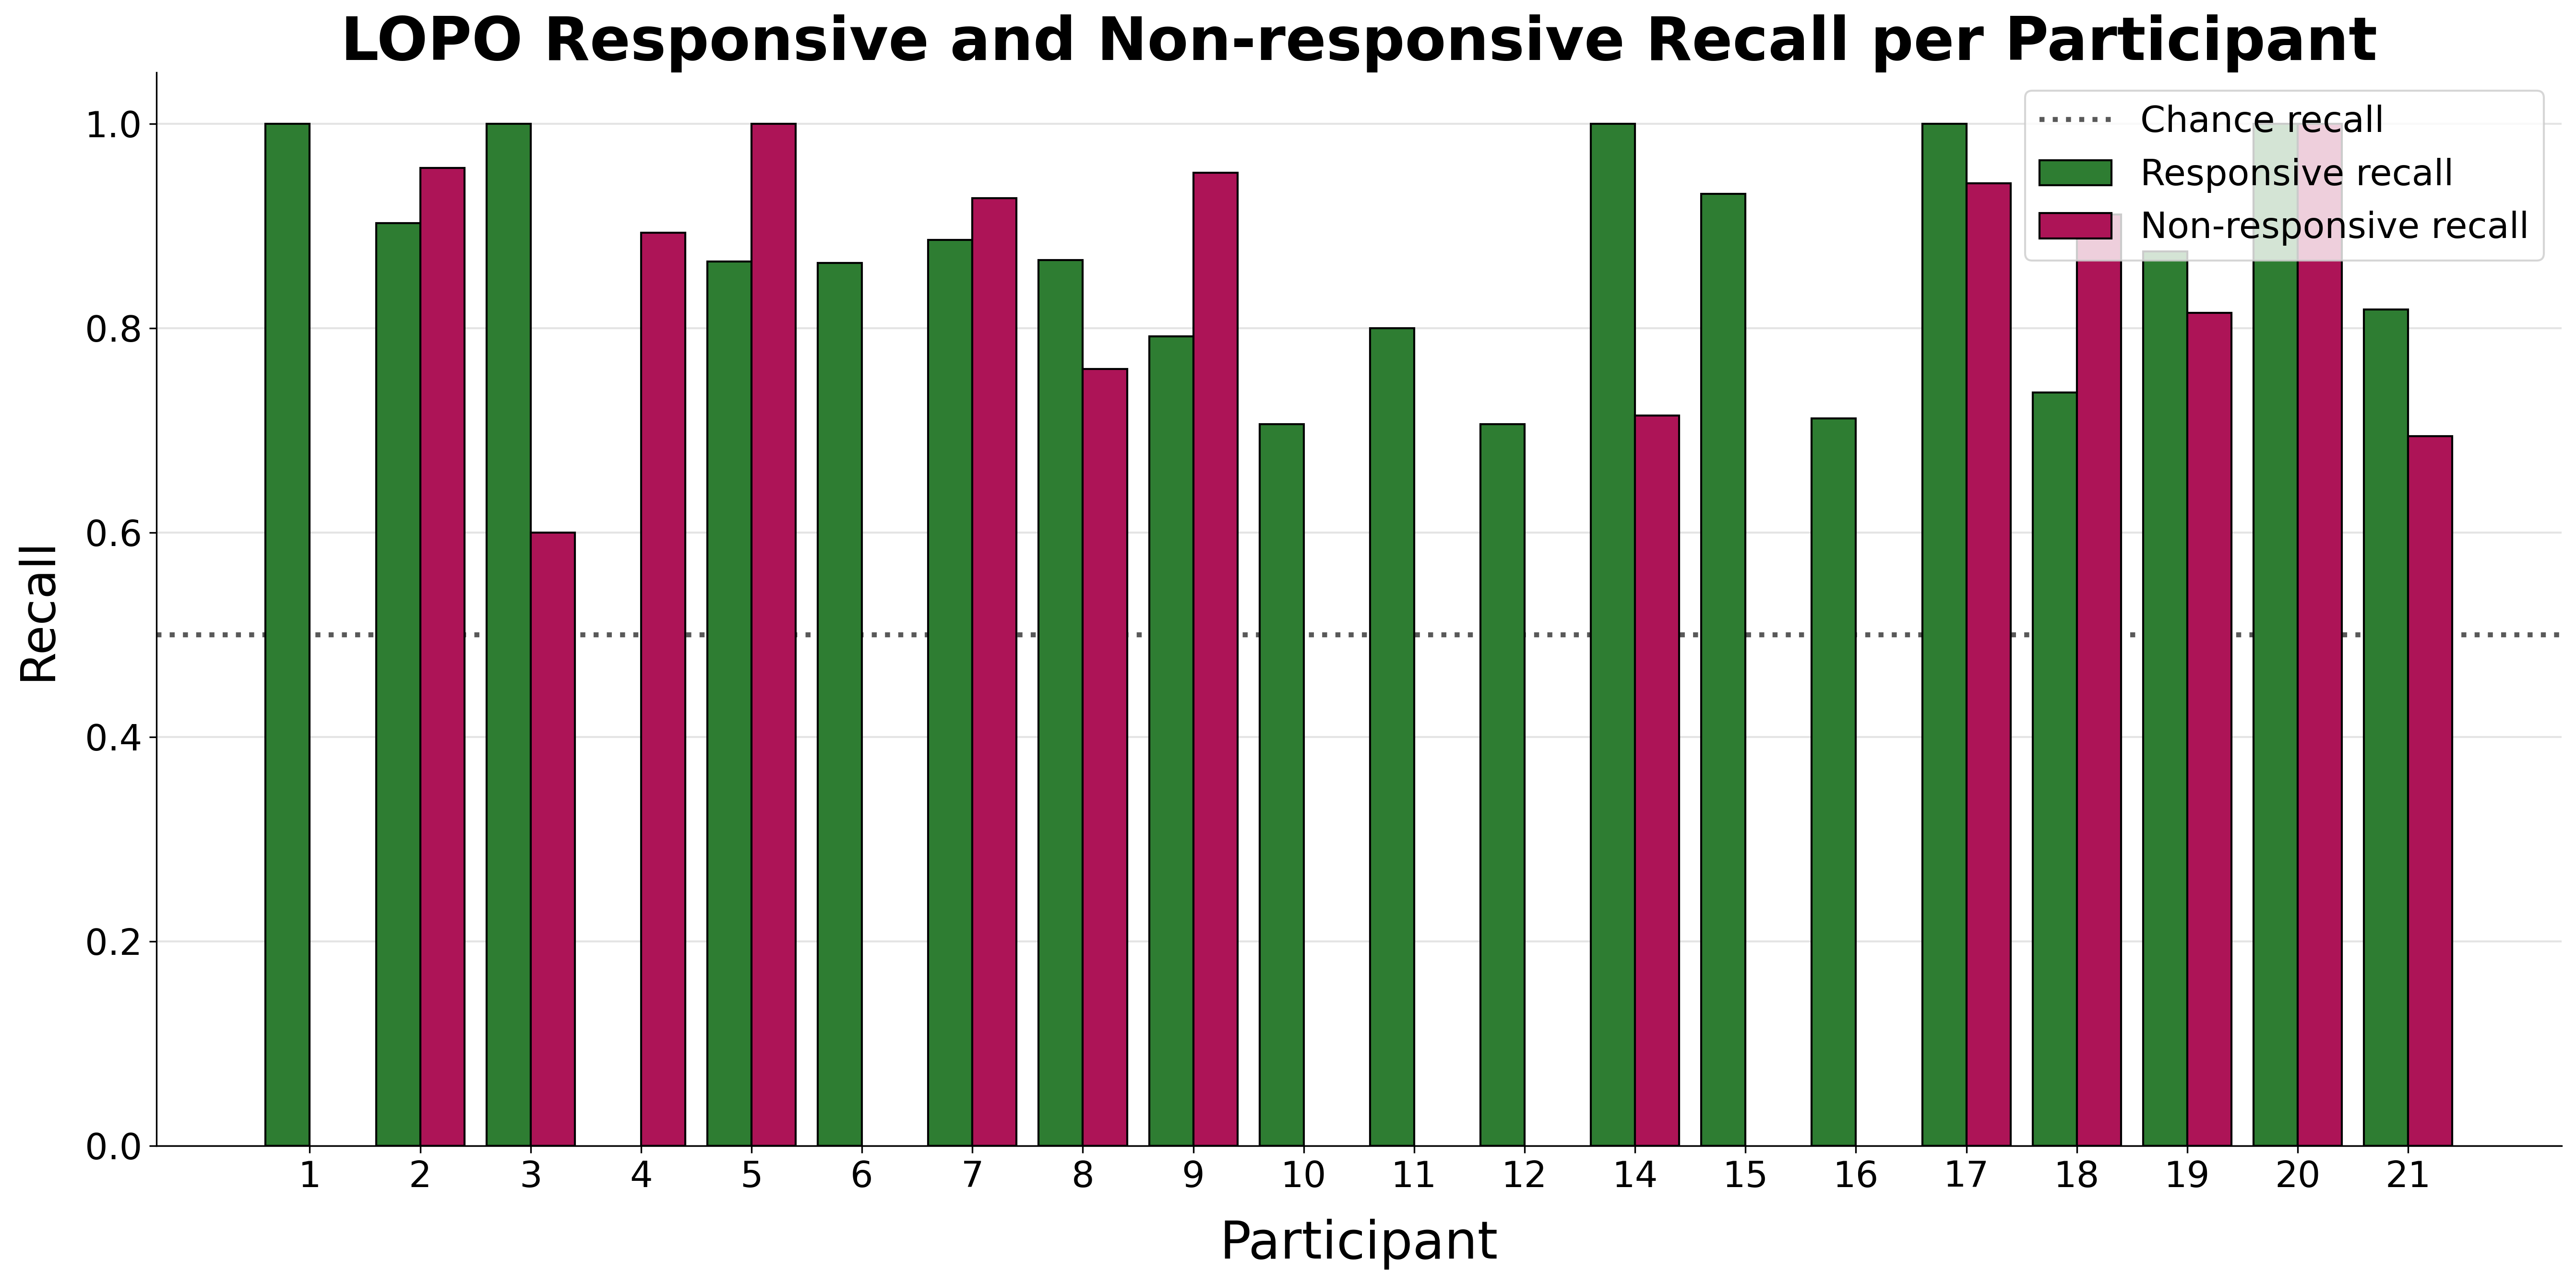 LOPO Responsive and Non-responsive Recall per Participant
Chance recall
Responsive recall
Non-responsive recall
1.0
0.8
0.6
0.4
0.2
0.0
Recall
1 2 3 4 5 6 7 8 9 10 11 12 14 15 16 17 18 19 20 21
Participant